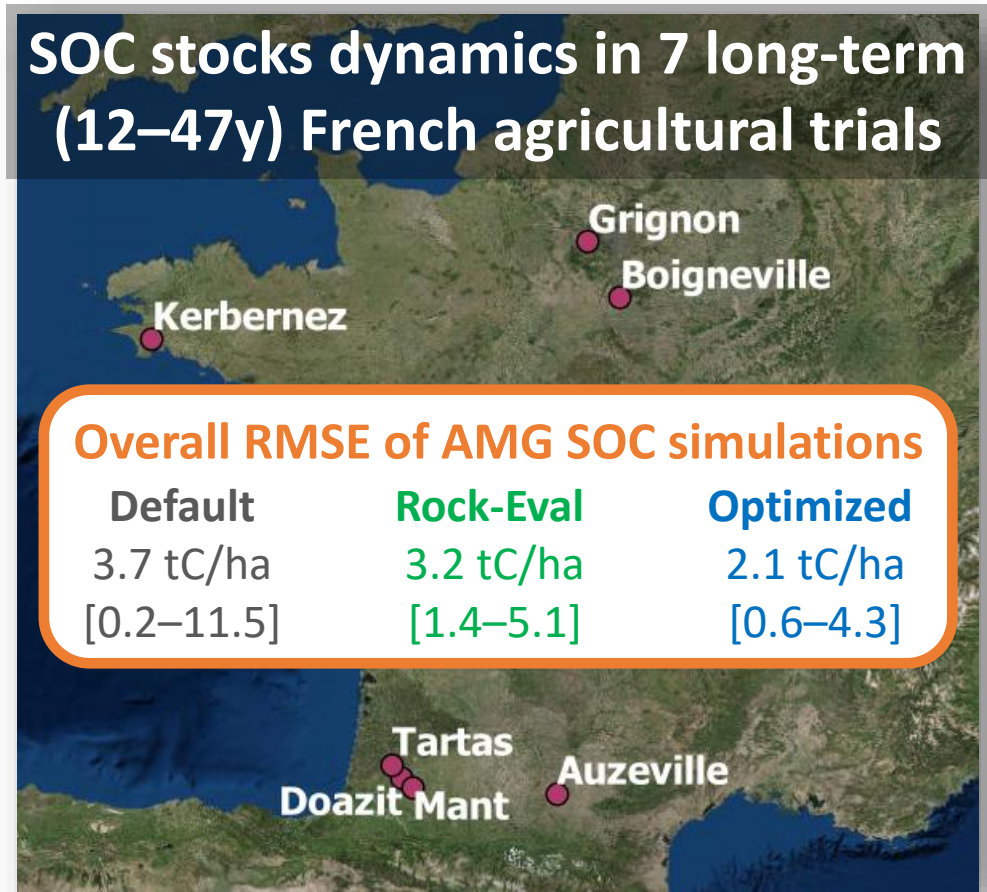 SOC stocks dynamics in 7 long-term
(12–47y) French agricultural trials
Grignon
Boigneville
Kerbernez
Overall RMSE of AMG SOC simulations
Default Rock-Eval Optimized
3.7 tC/ha 3.2 tC/ha 2.1 tC/ha
[0.2–11.5] [1.4–5.1] [0.6–4.3]
Tartas
Auzeville
Doazit Mant